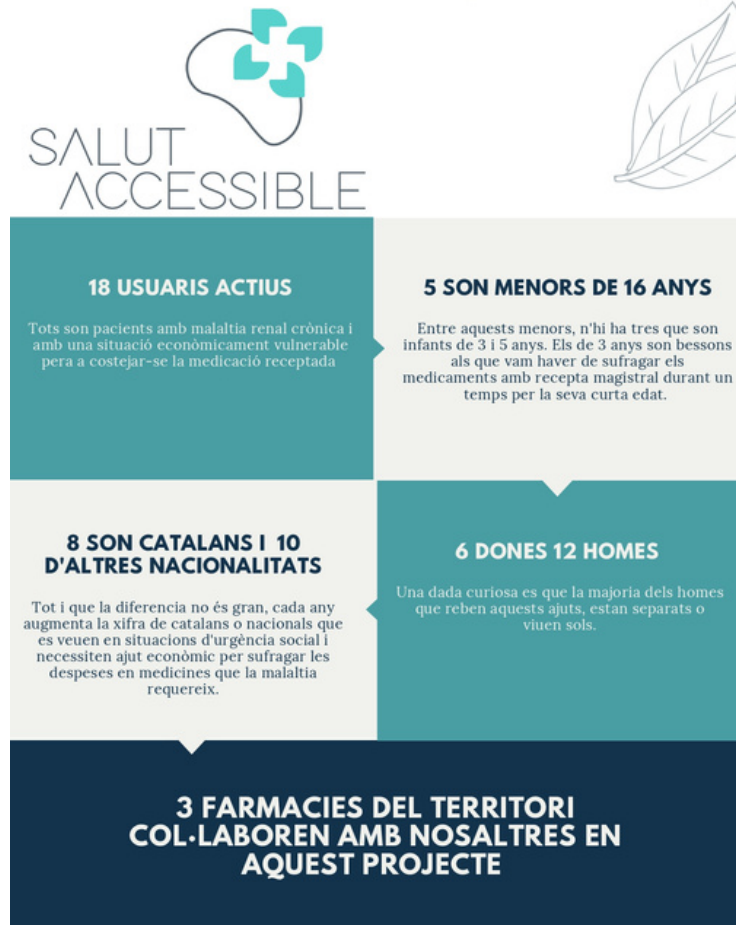 SALUT
ACCESSIBLE
18 USUARIS ACTIUS
Tots son pacients amb malaltia renal crònica i
amb una situació econòmicament vulnerable
pera a costejar-se la medicació receptada
5 SON MENORS DE 16 ANYS
Entre aquests menors, n'hi ha tres que son
infants de 3 i 5 anys. Els de 3 anys son bessons
als que vam haver de sufragar els
medicaments amb recepta magistral durant un
temps per la seva curta edat.
6 DONES 12 HOMES
Una dada curiosa es que la majoria dels homes
que reben aquests ajuts, estan separats o
viuen sols.
8 SON CATALANS I 10
D'ALTRES NACIONALITATS
Tot i que la diferencia no és gran, cada any
augmenta la xifra de catalans o nacionals que
es veuen en situacions d'urgència social i
necessiten ajut econòmic per sufragar les
despeses en medicines que la malaltia
requereix.
3 FARMACIES DEL TERRITORI
COL·LABOREN AMB NOSALTRES EN
AQUEST PROJECTE